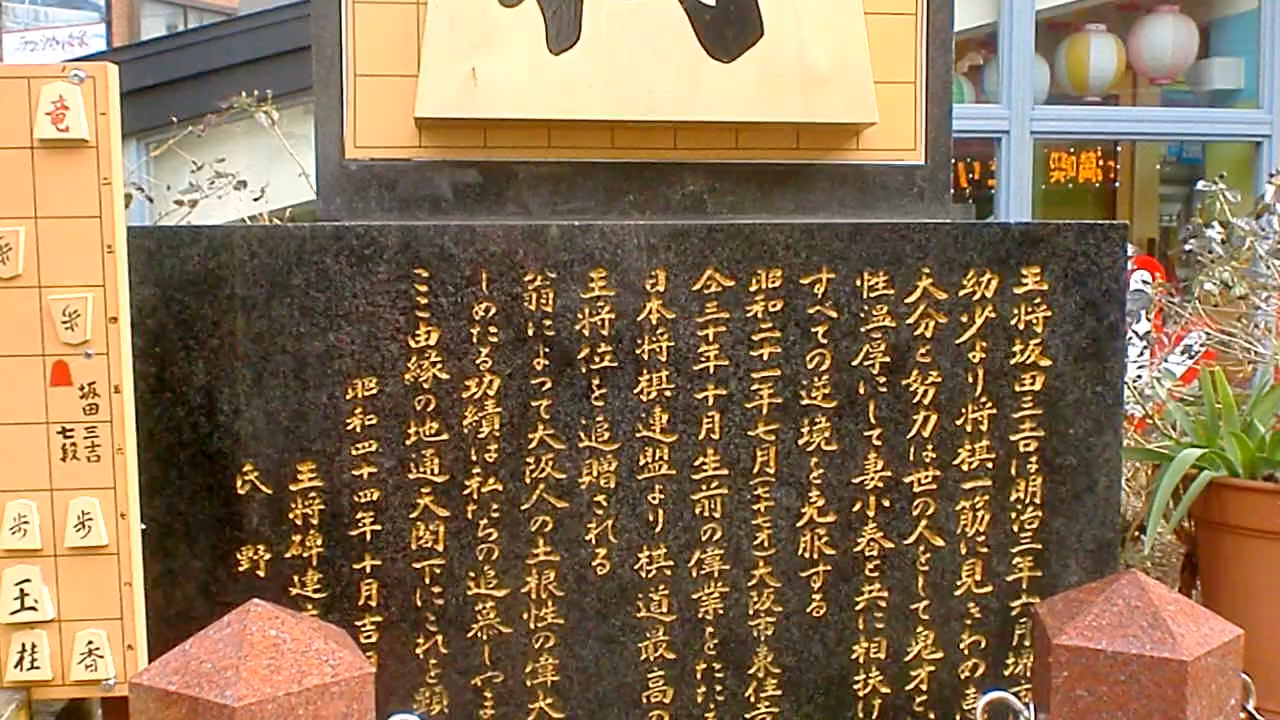 王将坂田三吉は明治三年六月堺市
幼少より将棋一筋に見きわめ
天分と努力は世の人をして鬼才と
性温厚にして妻小春と共に相扶け
すべての逆境を克服する
昭和二十一年七月(七十七才)大阪市東住吉
仝三十年十月生前の偉業をたたえ
日本将棋連盟より棋道最高の
王将位を追贈される
翁によって大阪人の土根性の偉大
しめたる功績は私たちの追慕しやま
ここ由縁の地通天閣下にこれを顕
昭和四十四年十月吉日
王将碑建
氏野
竜
歩
歩
坂田三吉
七段
歩
歩
玉
桂
香